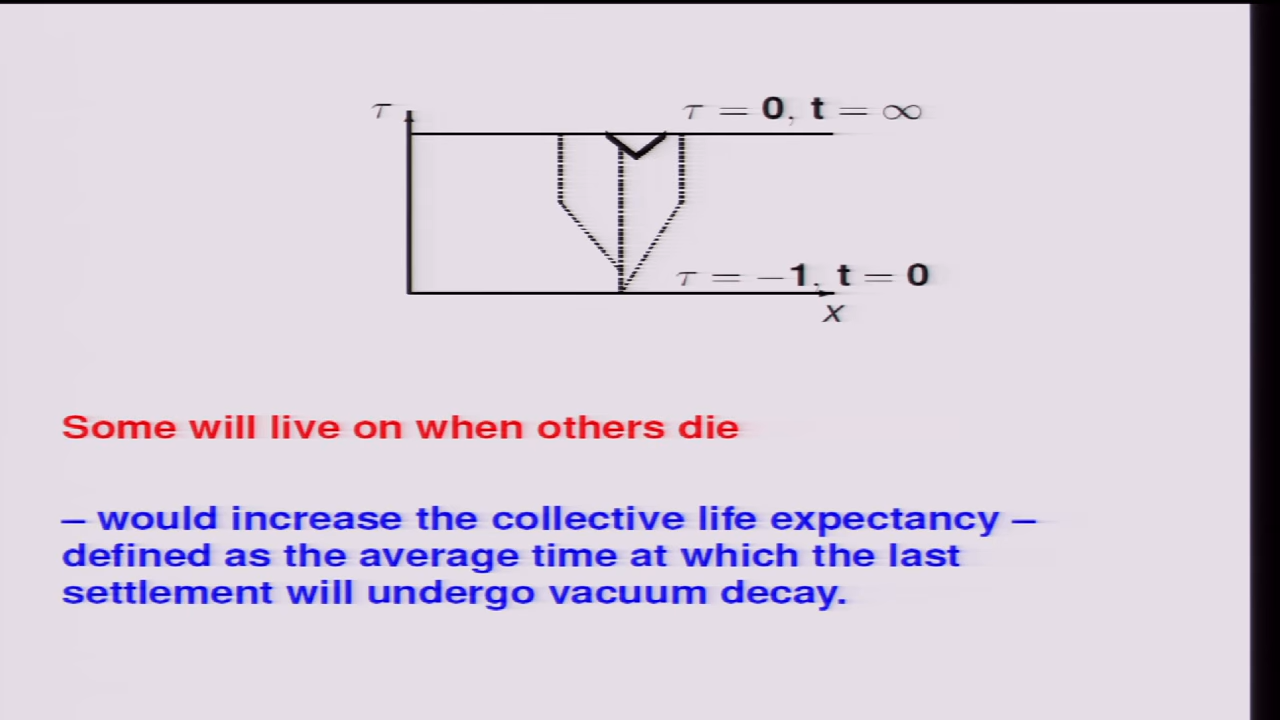 τ
τ = 0, t = ∞
τ = −1, t = 0
x
Some will live on when others die
– would increase the collective life expectancy –
defined as the average time at which the last
settlement will undergo vacuum decay.